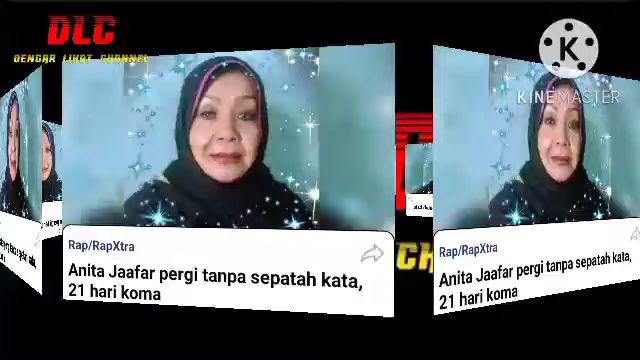 DLC
DENGAR LIHAT CHANNEL
K
KINEMASTER
Rap/RapXtra
Anita Jaafar pergi tanpa sepatah kata,
21 hari koma
Rap/RapXtra
Anita Jaafar pergi tanpa sepatah kata,
21 hari koma